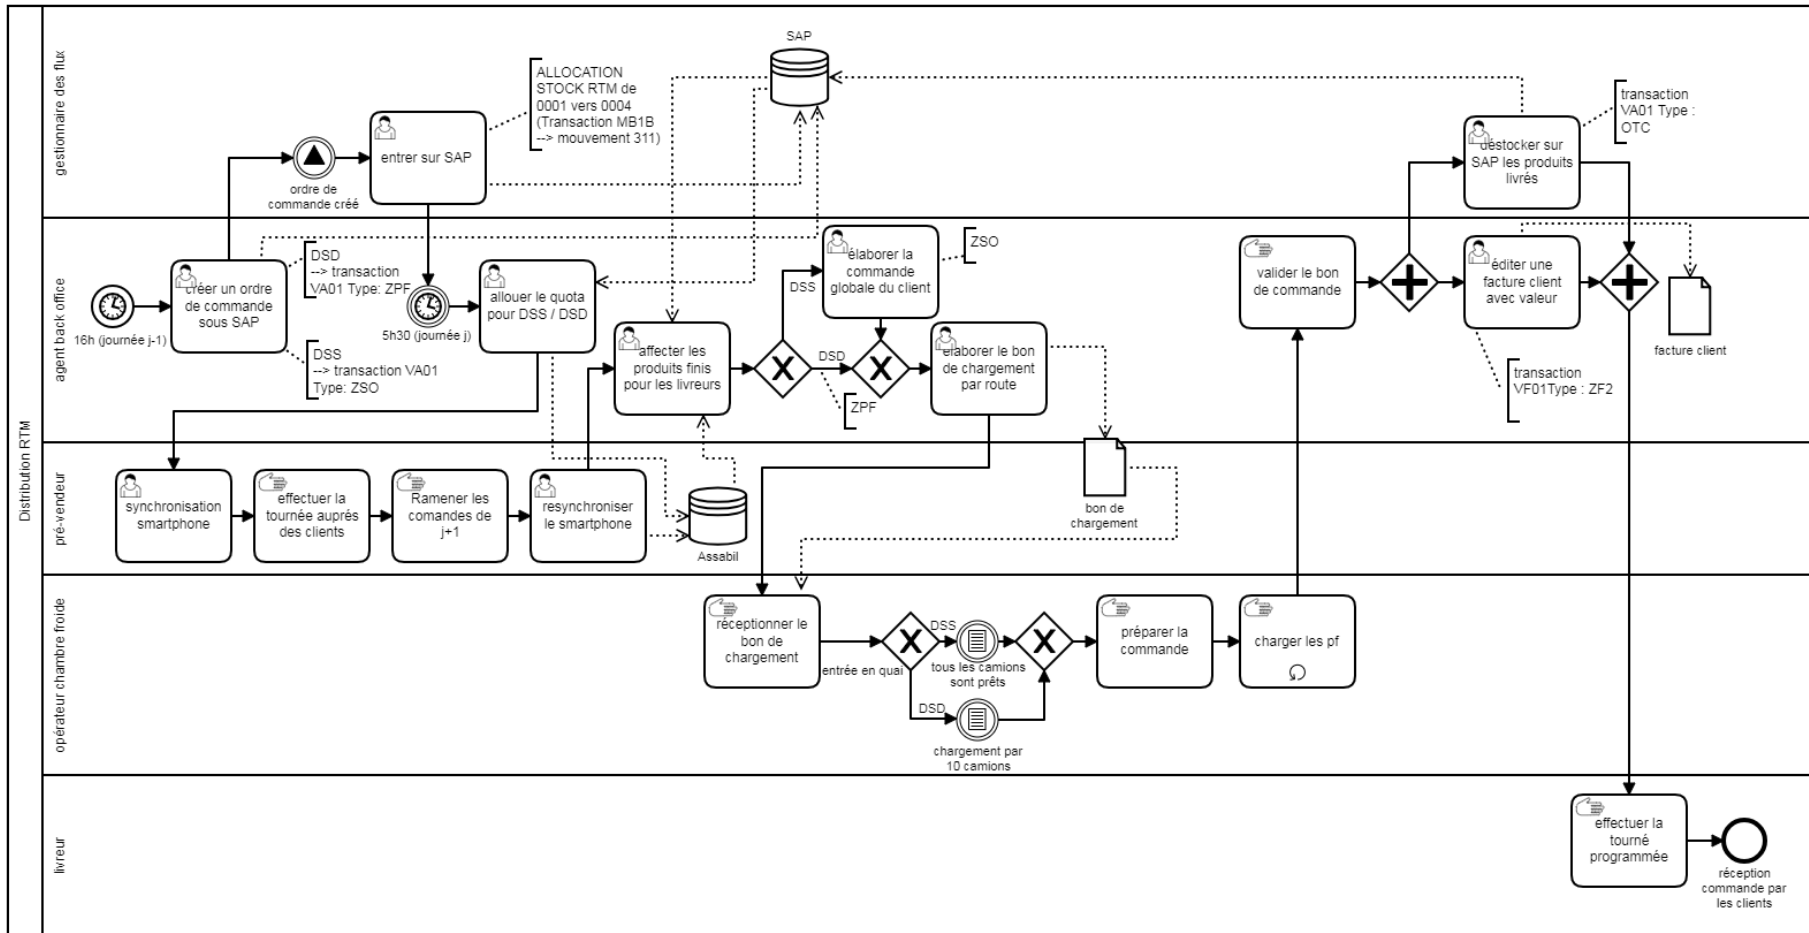 Distribution RTM
gestionnaire des flux
SAP
ALLOCATION
STOCK RTM de
0001 vers 0004
(Transaction MB1B
--> mouvement 311)
entrer sur SAP
ordre de
commande créé
transaction
VA01 Type :
OTC
déstocker sur
SAP les produits
livrés
agent back office
16h (journée j-1)
créer un ordre
de commande
sous SAP
DSD
--> transaction
VA01 Type: ZPF
DSS
--> transaction VA01
Type: ZSO
5h30 (journée j)
allouer le quota
pour DSS / DSD
affecter les
produits finis
pour les livreurs
DSS
DSD
élaborer la
commande
globale du client
ZSO
ZPF
élaborer le bon
de chargement
par route
valider le bon
de commande
éditer une
facture client
avec valeur
facture client
transaction
VF01Type : ZF2
pré-vendeur
synchronisation
smartphone
effectuer la
tournée auprés
des clients
Ramener les
comandes de
j+1
resynchroniser
le smartphone
Assabil
bon de
chargement
opérateur chambre froide
réceptionner le
bon de
chargement
entrée en quai
DSS
tous les camions
sont prêts
DSD
chargement par
10 camions
préparer la
commande
charger les pf
livreur
effectuer la
tourné
programmée
réception
commande par
les clients